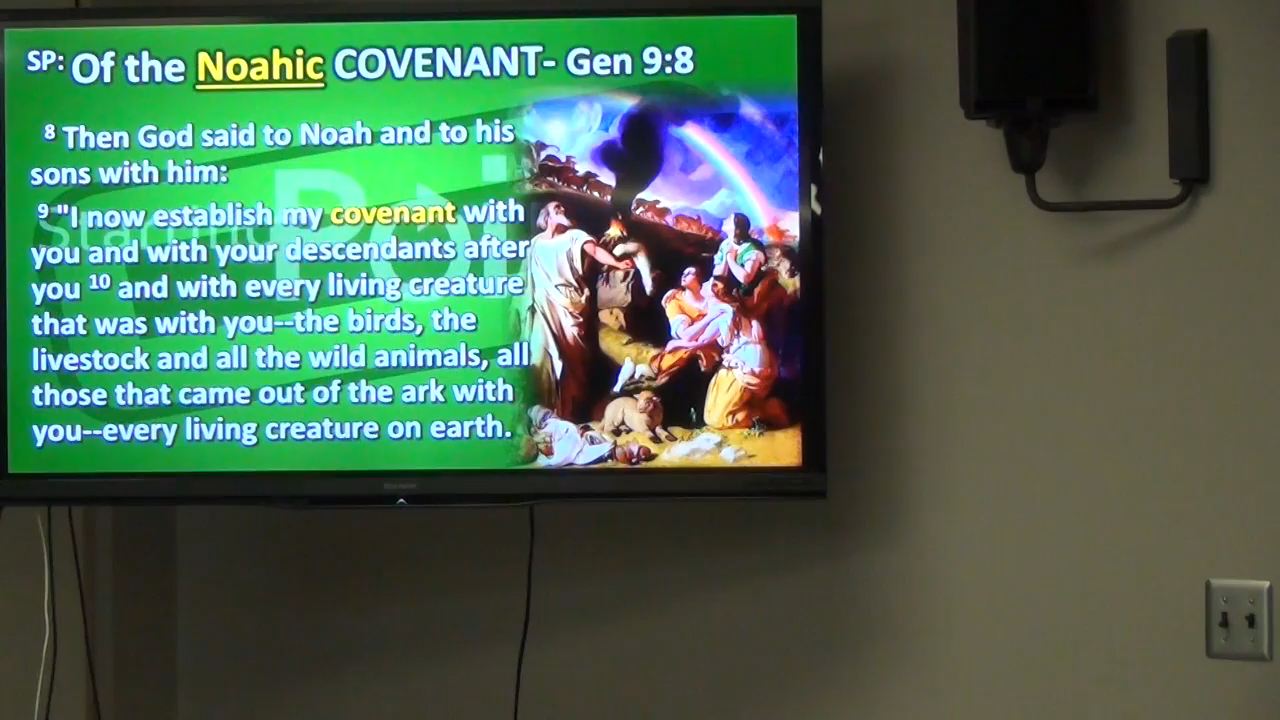 SP: Of the Noahic COVENANT- Gen 9:8
8 Then God said to Noah and to his
sons with him:
9 "I now establish my covenant with
you and with your descendants after
you 10 and with every living creature
that was with you--the birds, the
livestock and all the wild animals, all
those that came out of the ark with
you--every living creature on earth.